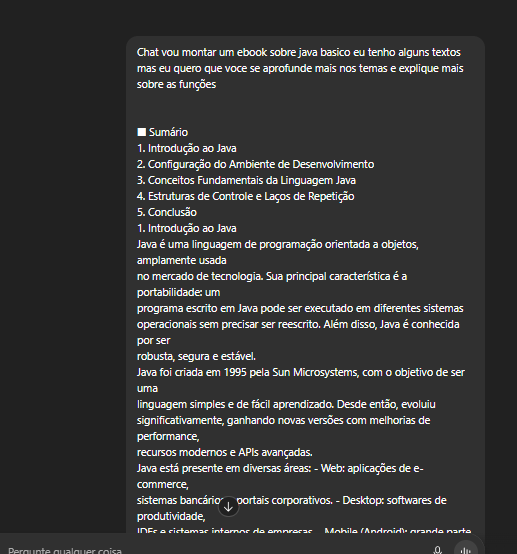 Chat vou montar um ebook sobre java basico eu tenho alguns textos
mas eu quero que voce se aprofunde mais nos temas e explique mais
sobre as funções
■ Sumário
1. Introdução ao Java
2. Configuração do Ambiente de Desenvolvimento
3. Conceitos Fundamentais da Linguagem Java
4. Estruturas de Controle e Laços de Repetição
5. Conclusão
1. Introdução ao Java
Java é uma linguagem de programação orientada a objetos,
amplamente usada
no mercado de tecnologia. Sua principal característica é a
portabilidade: um
programa escrito em Java pode ser executado em diferentes sistemas
operacionais sem precisar ser reescrito. Além disso, Java é conhecida
por ser
robusta, segura e estável.
Java foi criada em 1995 pela Sun Microsystems, com o objetivo de ser
uma
linguagem simples e de fácil aprendizado. Desde então, evoluiu
significativamente, ganhando novas versões com melhorias de
performance,
recursos modernos e APIs avançadas.
Java está presente em diversas áreas: - Web: aplicações de e-
commerce,
sistemas bancários portais corporativos. - Desktop: softwares de
produtividade,
IDEs e sistemas internos de empresas. - Mobile (Android): grande parte
Pergunte qualquer coisa